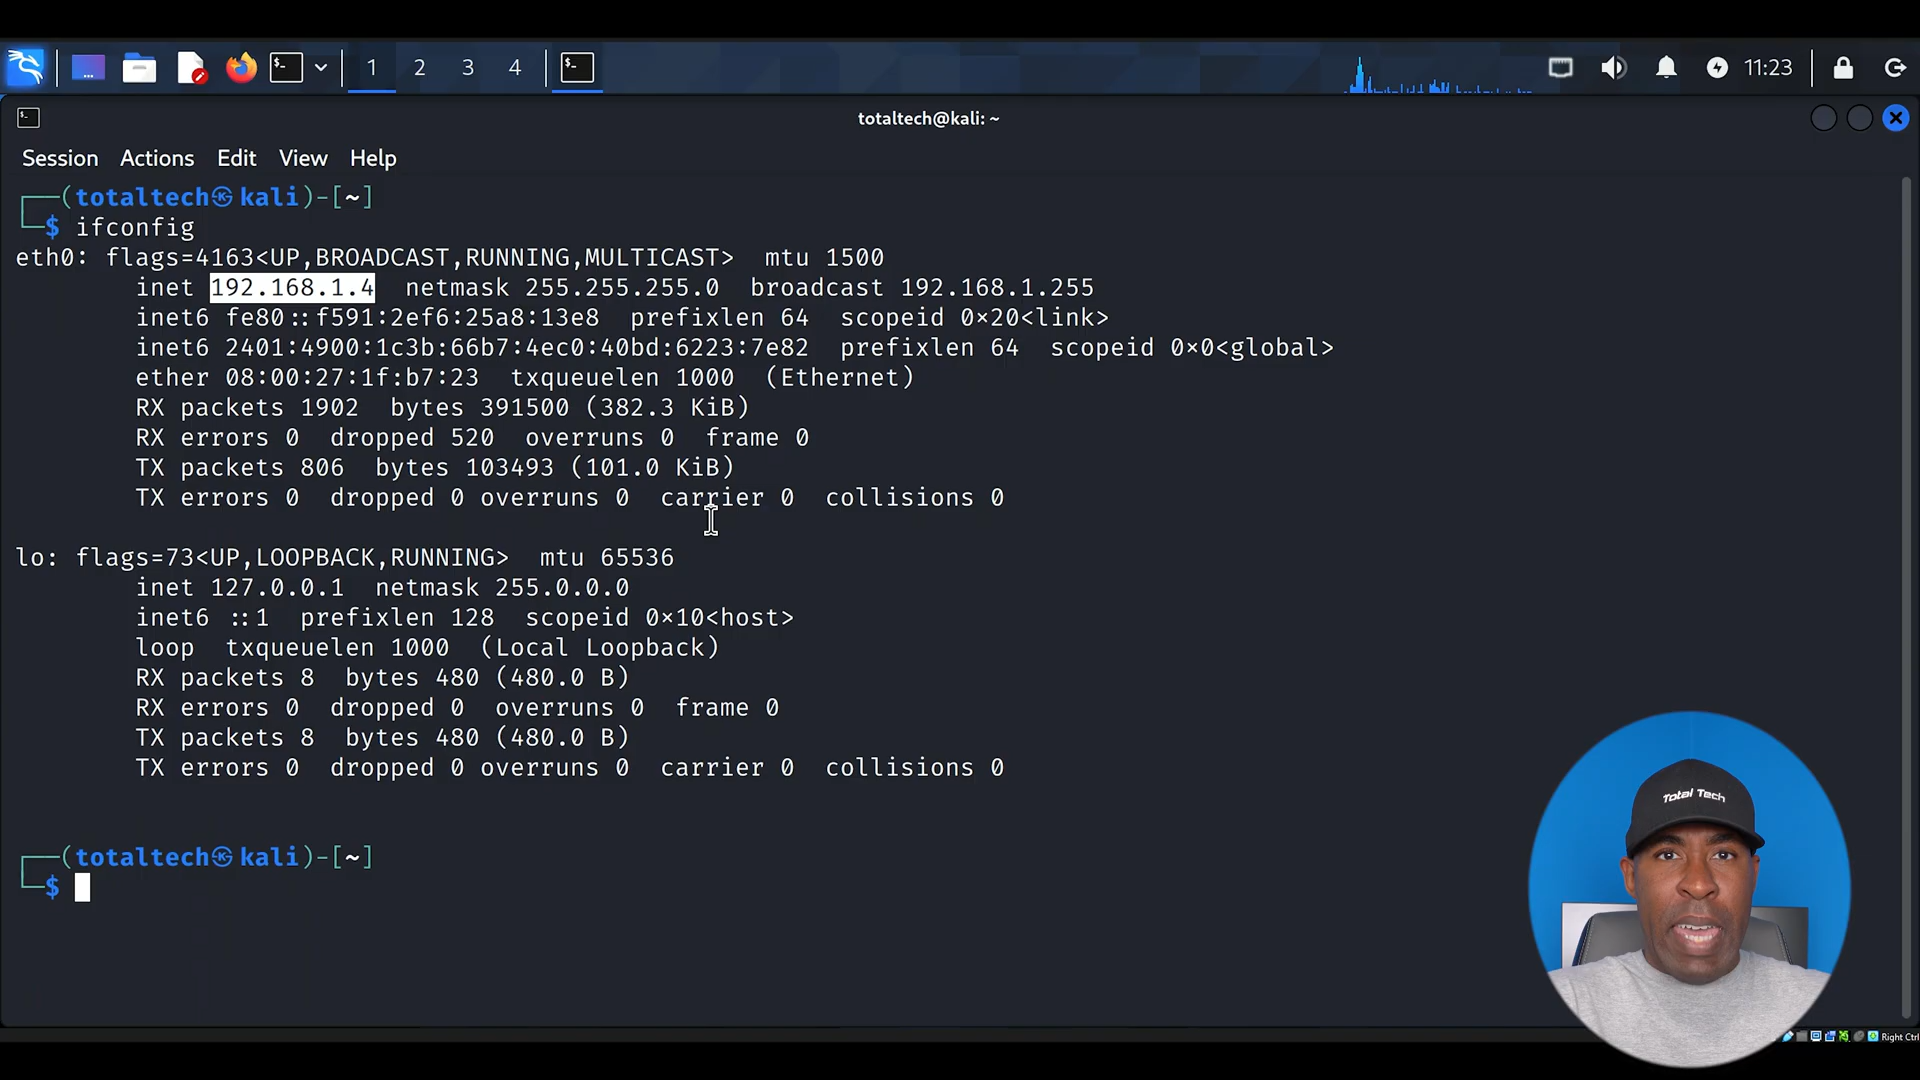 1 2 3 4 11:23
totaltech@kali: ~
Session Actions Edit View Help
┌──(totaltech㉿kali)-[~]
└─$ ifconfig
eth0: flags=4163<UP,BROADCAST,RUNNING,MULTICAST>  mtu 1500
        inet 192.168.1.4  netmask 255.255.255.0  broadcast 192.168.1.255
        inet6 fe80::f591:2ef6:25a8:13e8  prefixlen 64  scopeid 0×20<link>
        inet6 2401:4900:1c3b:66b7:4ec0:40bd:6223:7e82  prefixlen 64  scopeid 0×0<global>
        ether 08:00:27:1f:b7:23  txqueuelen 1000  (Ethernet)
        RX packets 1902  bytes 391500 (382.3 KiB)
        RX errors 0  dropped 520  overruns 0  frame 0
        TX packets 806  bytes 103493 (101.0 KiB)
        TX errors 0  dropped 0 overruns 0  carrier 0  collisions 0
lo: flags=73<UP,LOOPBACK,RUNNING>  mtu 65536
        inet 127.0.0.1  netmask 255.0.0.0
        inet6 ::1  prefixlen 128  scopeid 0×10<host>
        loop  txqueuelen 1000  (Local Loopback)
        RX packets 8  bytes 480 (480.0 B)
        RX errors 0  dropped 0  overruns 0  frame 0
        TX packets 8  bytes 480 (480.0 B)
        TX errors 0  dropped 0 overruns 0  carrier 0  collisions 0
┌──(totaltech㉿kali)-[~]
└─$
Total Tech
Right Ctrl